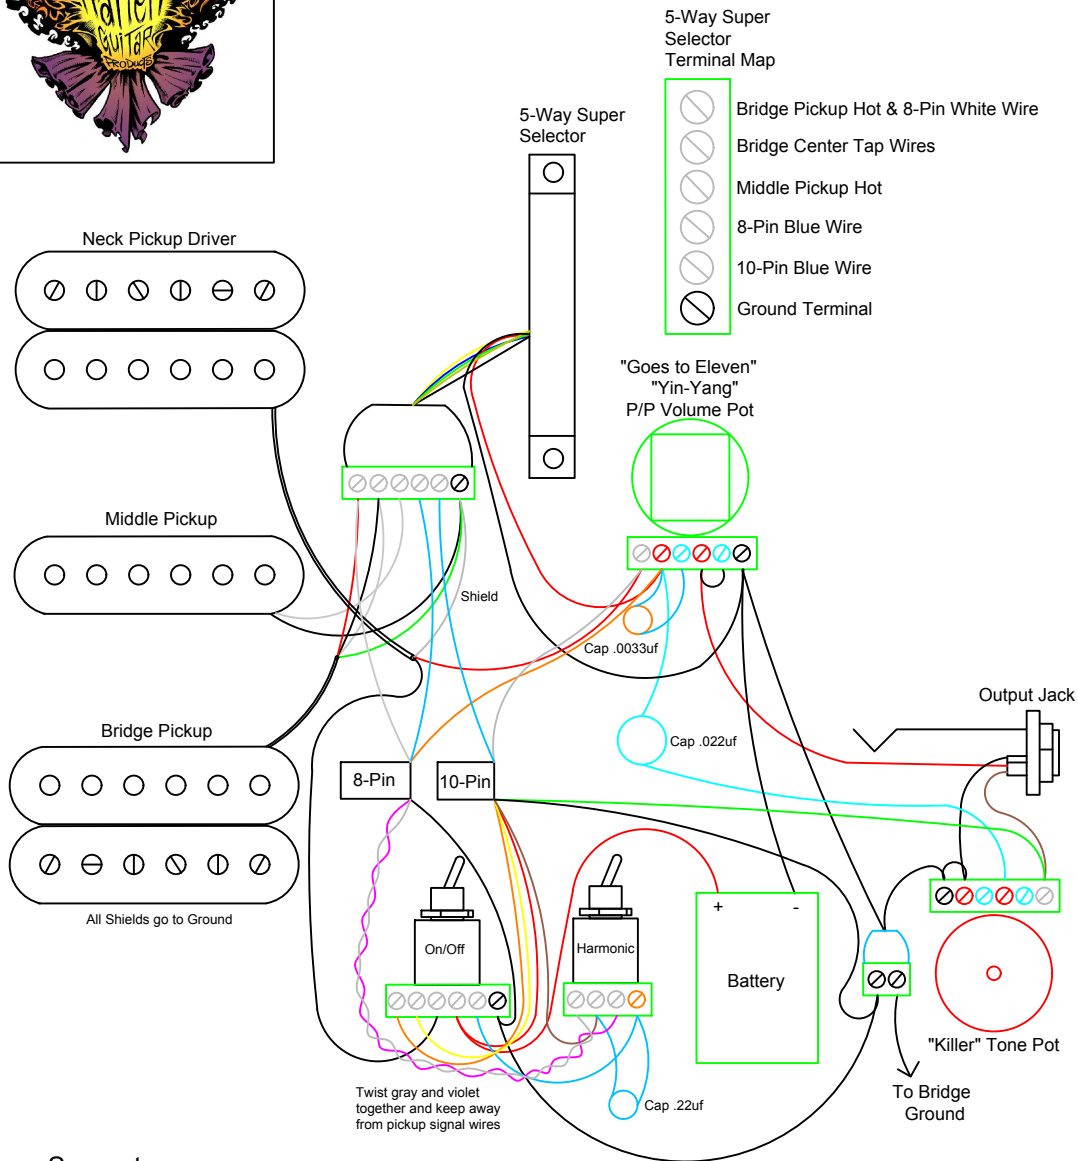 GUITAR
PRODUCTS
5-Way Super
Selector
Terminal Map
Bridge Pickup Hot & 8-Pin White Wire
Bridge Center Tap Wires
Middle Pickup Hot
8-Pin Blue Wire
10-Pin Blue Wire
Ground Terminal
5-Way Super
Selector
Neck Pickup Driver
"Goes to Eleven"
"Yin-Yang"
P/P Volume Pot
Middle Pickup
Shield
Cap .0033uf
Output Jack
Bridge Pickup
Cap .022uf
8-Pin
10-Pin
All Shields go to Ground
On/Off
Harmonic
+
-
Battery
"Killer" Tone Pot
Twist gray and violet
together and keep away
from pickup signal wires
Cap .22uf
To Bridge
Ground